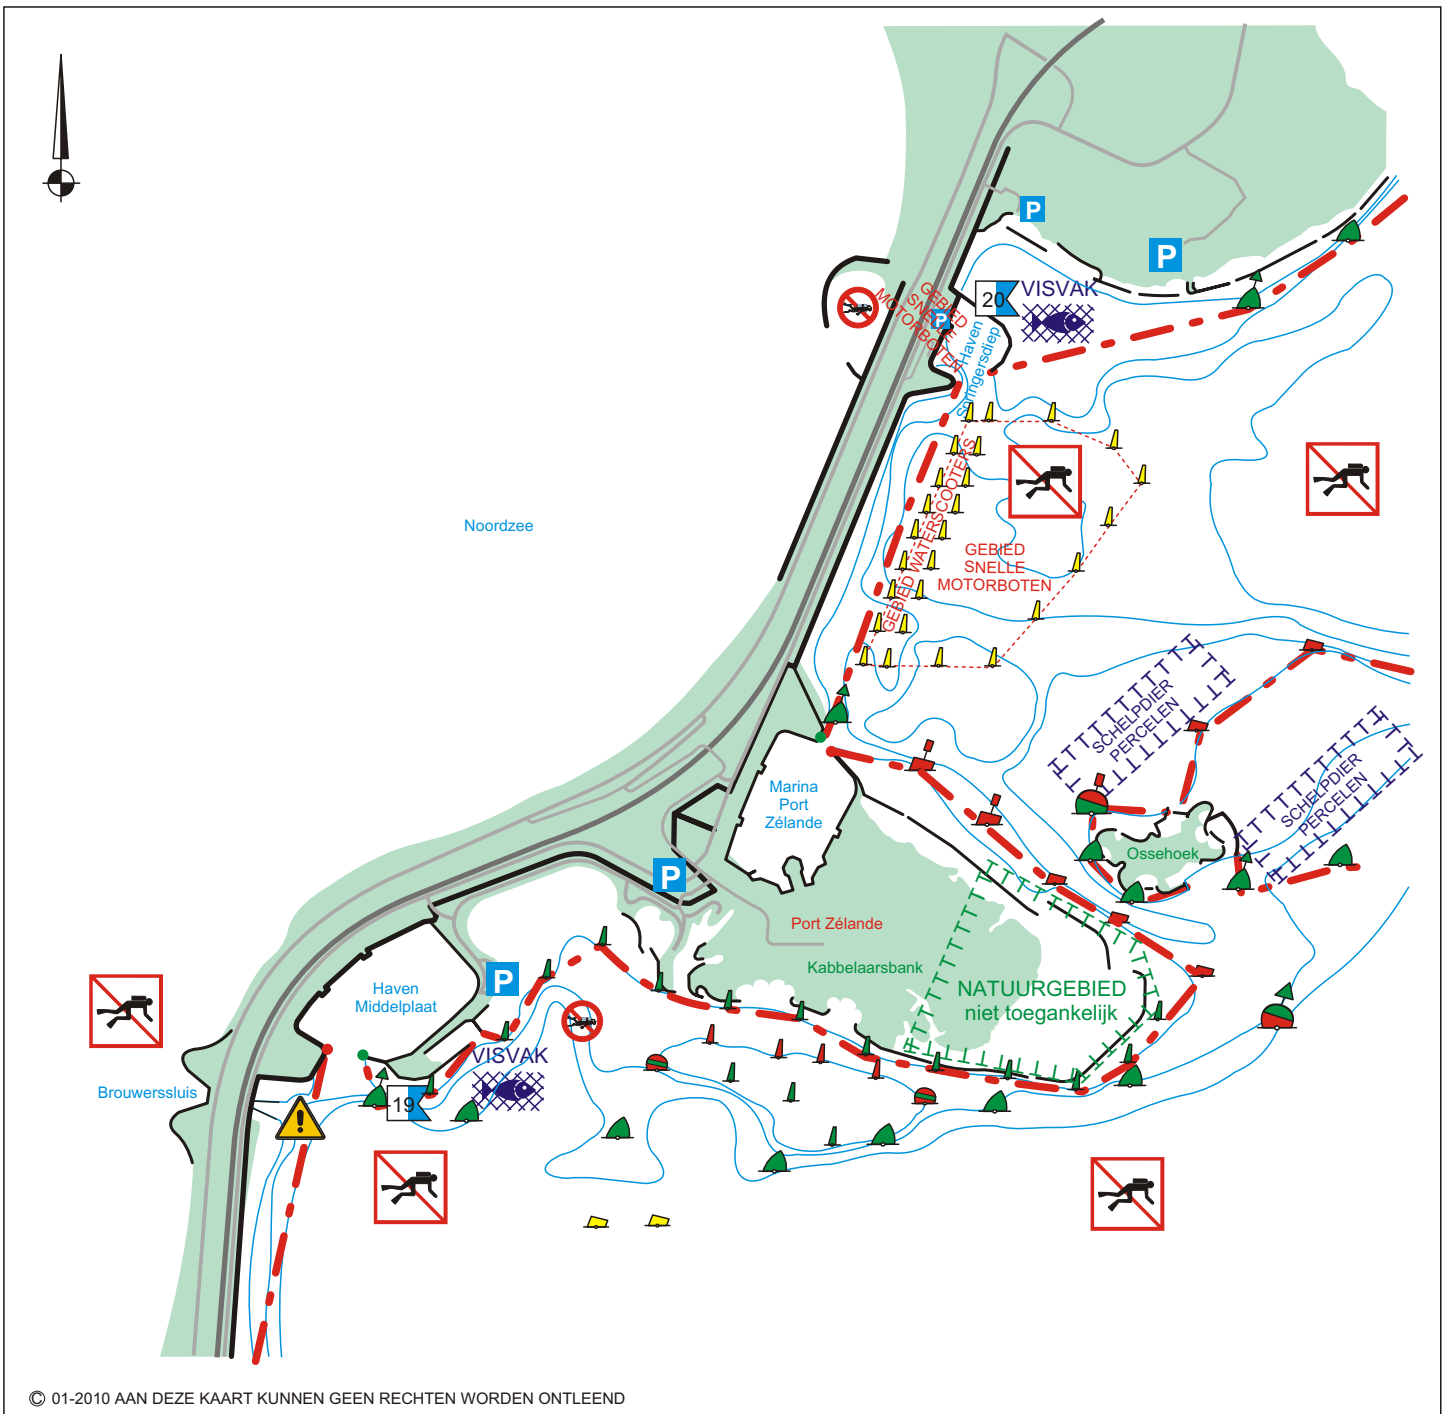 P
P
GEBIED
SNELLE
MOTORBOTEN
P
20
VISVAK
Haven
Springersdiep
GEBIED WATERSCOOTERS
GEBIED
SNELLE
MOTORBOTEN
Noordzee
SCHELPDIER
PERCELEN
SCHELPDIER
PERCELEN
Marina
Port
Zélande
Ossehoek
P
Port Zélande
Kabbelaarsbank
NATUURGEBIED
niet toegankelijk
P
Haven
Middelplaat
VISVAK
19
Brouwerssluis
!
© 01-2010 AAN DEZE KAART KUNNEN GEEN RECHTEN WORDEN ONTLEEND